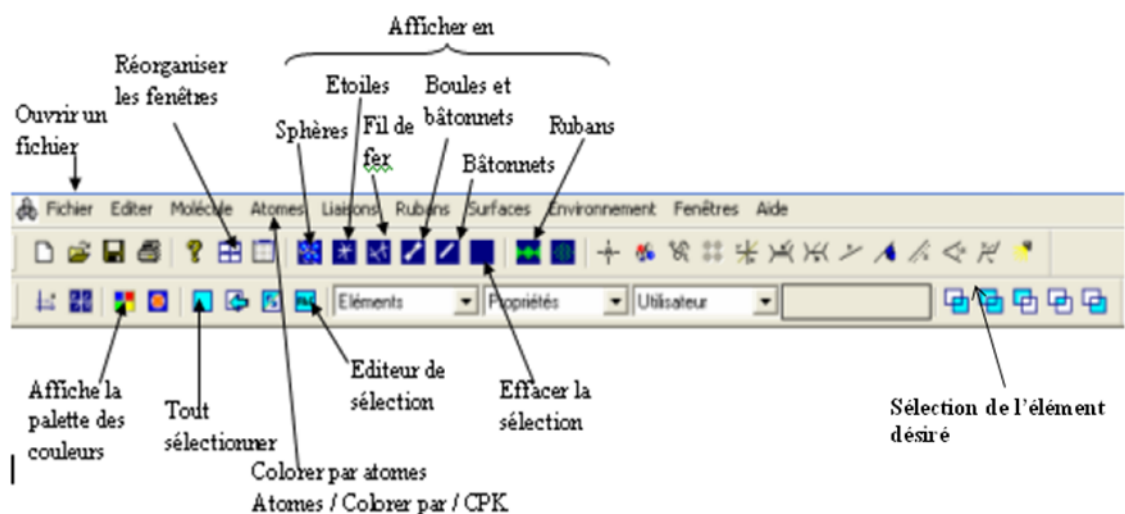 Afficher en
Réorganiser
les fenêtres
Etoiles
Boules et
bâtonnets
Ouvrir un
fichier
Sphères
Fil de
fer
Bâtonnets
Rubans
Fichier Editer Molécule Atomes Liaisons Rubans Surfaces Environnement Fenêtres Aide
Eléments Propriétés Utilisateur
Affiche la
palette des
couleurs
Tout
sélectionner
Editeur de
sélection
Effacer la
sélection
Sélection de l'élément
désiré
Colorer par atomes
Atomes / Colorer par / CPK